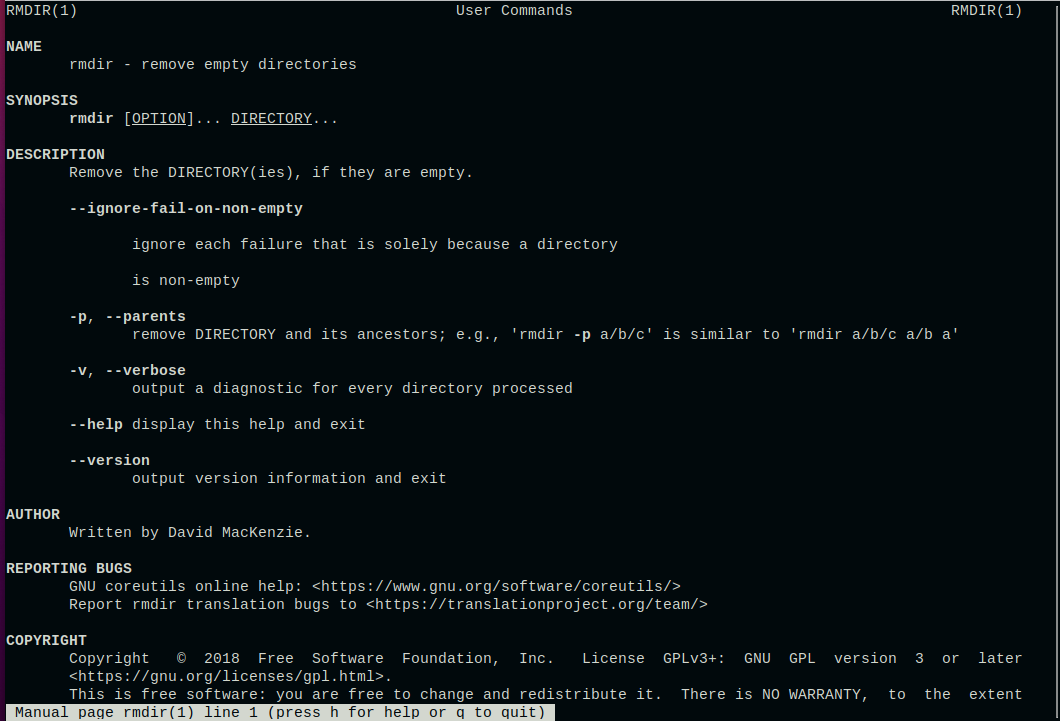 RMDIR(1) User Commands RMDIR(1)
NAME
rmdir - remove empty directories
SYNOPSIS
rmdir [OPTION]... DIRECTORY...
DESCRIPTION
Remove the DIRECTORY(ies), if they are empty.
--ignore-fail-on-non-empty
ignore each failure that is solely because a directory
is non-empty
-p, --parents
remove DIRECTORY and its ancestors; e.g., 'rmdir -p a/b/c' is similar to 'rmdir a/b/c a/b a'
-v, --verbose
output a diagnostic for every directory processed
--help display this help and exit
--version
output version information and exit
AUTHOR
Written by David MacKenzie.
REPORTING BUGS
GNU coreutils online help: <https://www.gnu.org/software/coreutils/>
Report rmdir translation bugs to <https://translationproject.org/team/>
COPYRIGHT
Copyright © 2018 Free Software Foundation, Inc. License GPLv3+: GNU GPL version 3 or later
<https://gnu.org/licenses/gpl.html>.
This is free software: you are free to change and redistribute it. There is NO WARRANTY, to the extent
Manual page rmdir(1) line 1 (press h for help or q to quit)